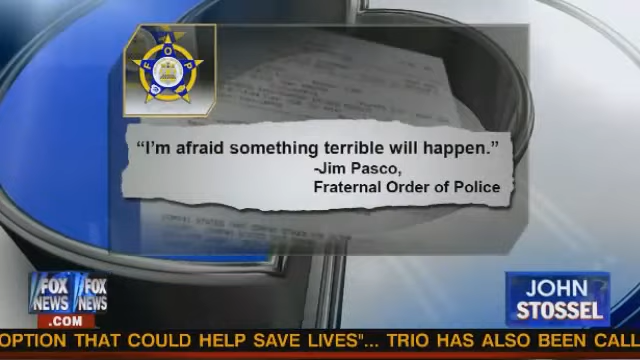 F O P
“I'm afraid something terrible will happen.”
-Jim Pasco,
Fraternal Order of Police
FOX NEWS
FOX NEWS
.COM
JOHN
STOSSEL
OPTION THAT COULD HELP SAVE LIVES"... TRIO HAS ALSO BEEN CALL